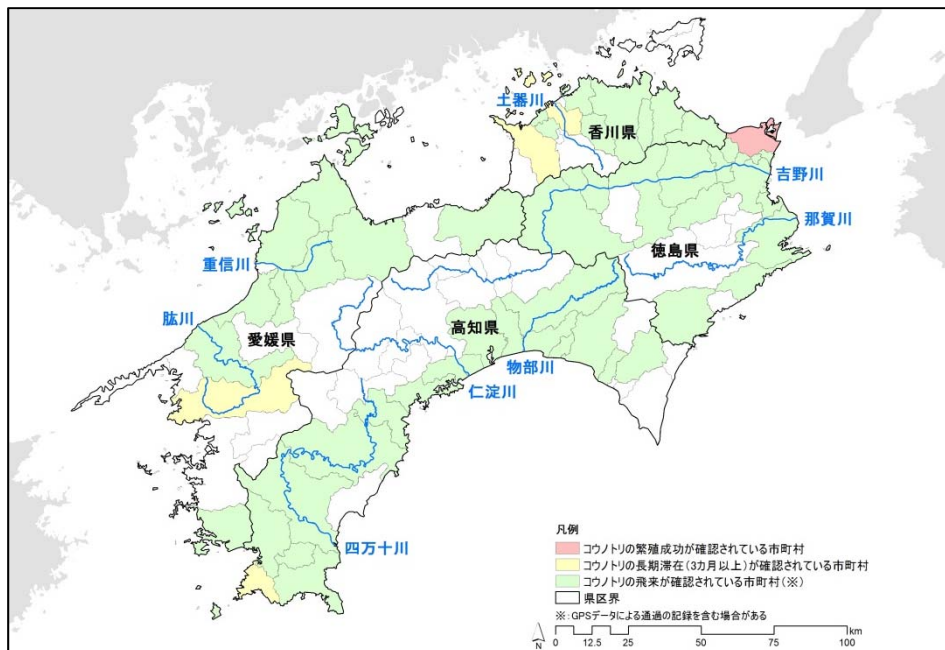 土器川
香川県
吉野川
那賀川
徳島県
重信川
肱川
愛媛県
高知県
物部川
仁淀川
四万十川
凡例
コウノトリの繁殖成功が確認されている市町村
コウノトリの長期滞在(3カ月以上)が確認されている市町村
コウノトリの飛来が確認されている市町村(※)
県区界
※:GPSデータによる通過の記録を含む場合がある
N
km
0 12.5 25 50 75 100